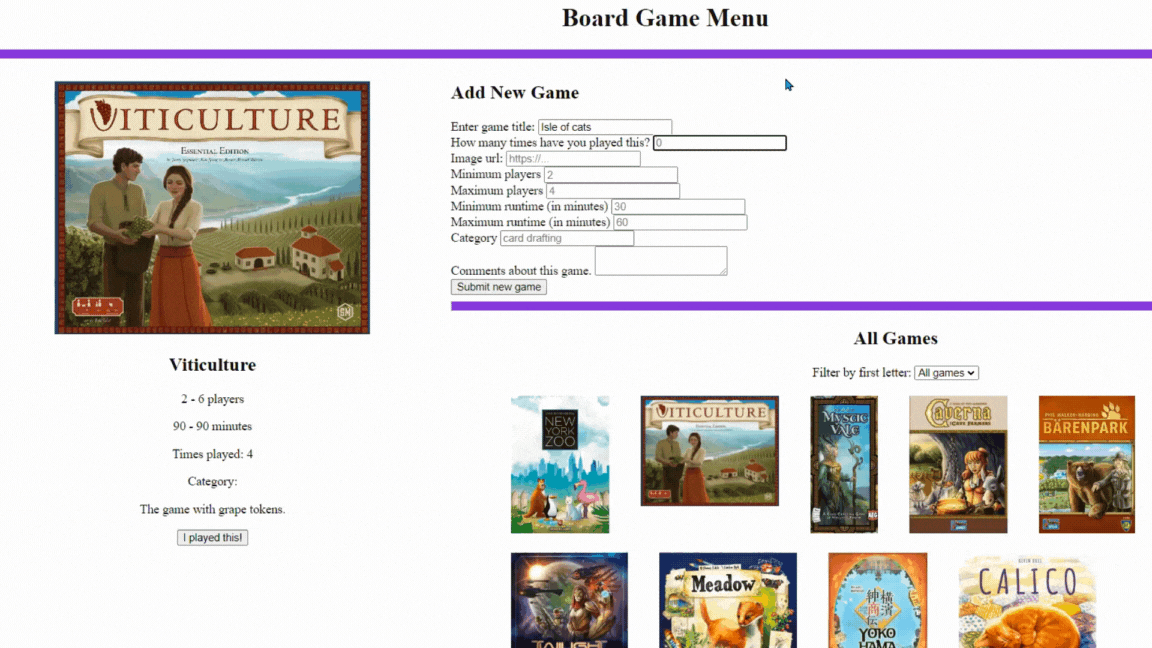 Board Game Menu
VITICULTURE
ESSENTIAL EDITION
SM
Viticulture
2 - 6 players
90 - 90 minutes
Times played: 4
Category:
The game with grape tokens.
I played this!
Add New Game
Enter game title: Isle of cats
How many times have you played this? 0
Image url: https://...
Minimum players 2
Maximum players 4
Minimum runtime (in minutes) 30
Maximum runtime (in minutes) 60
Category card drafting
Comments about this game.
Submit new game
All Games
Filter by first letter: All games
NEW
YORK
ZOO
VITICULTURE
MYSTIC
VALE
Caverna
BÄRENPARK
TWILIGHT
Meadow
YOKO
HAMA
CALICO